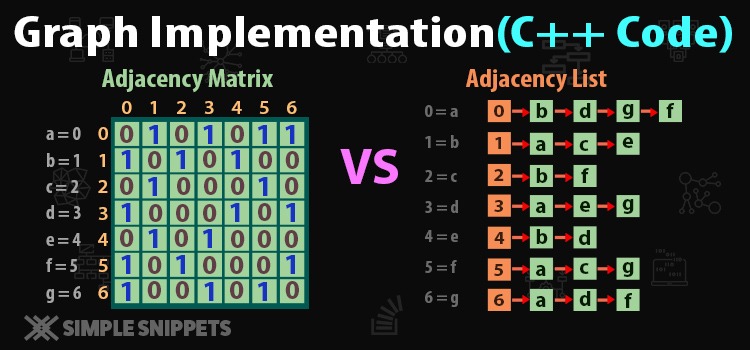 Graph Implementation(C++ Code)
Adjacency Matrix
0 1 2 3 4 5 6
a=0 0 0 1 0 1 0 1 1
b=1 1 1 0 1 0 1 0 0
c=2 2 0 1 0 0 0 1 0
d=3 3 1 0 0 0 1 0 1
e=4 4 0 1 0 1 0 0 0
f=5 5 1 0 1 0 0 0 1
g=6 6 1 0 0 1 0 1 0
VS
Adjacency List
0=a 0 b d g f
1=b 1 a c e
2=c 2 b f
3=d 3 a e g
4=e 4 b d
5=f 5 a c g
6=g 6 a d f
SIMPLE SNIPPETS